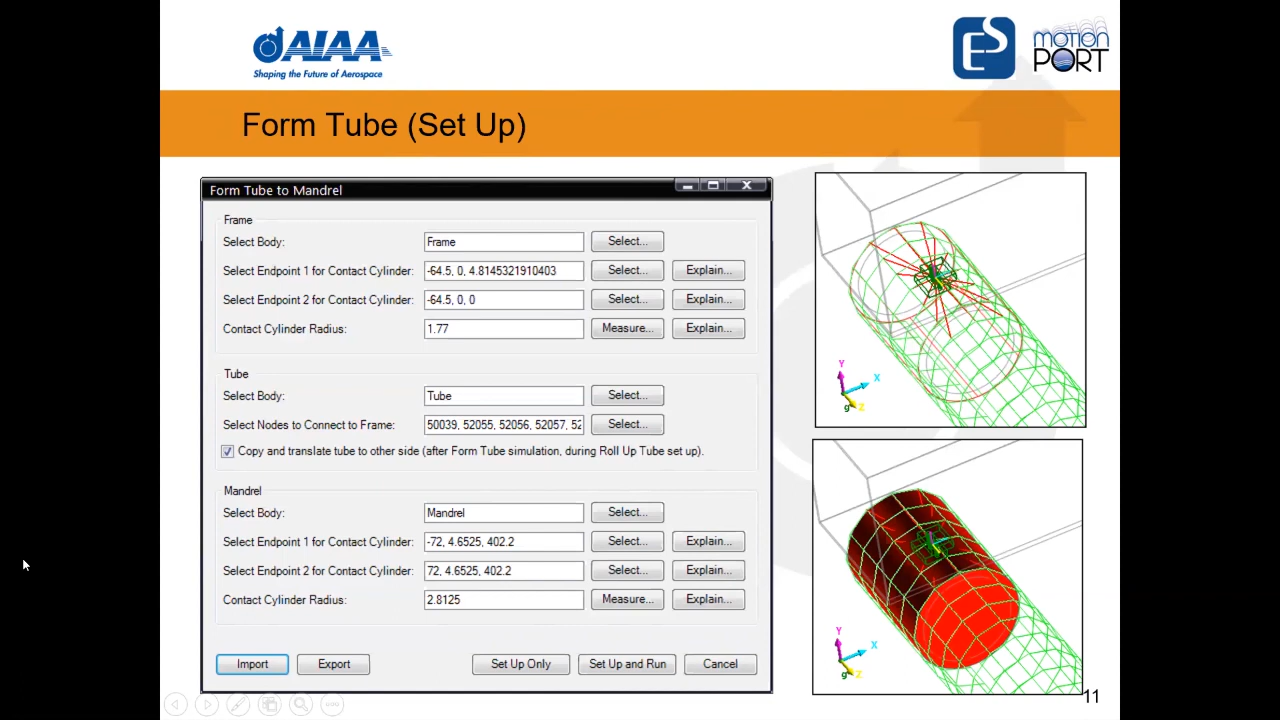 AIAA
Shaping the Future of Aerospace
ES
motion
PORT
Form Tube (Set Up)
Form Tube to Mandrel
Frame
Select Body: Frame Select...
Select Endpoint 1 for Contact Cylinder: -64.5, 0, 4.8145321910403 Select... Explain...
Select Endpoint 2 for Contact Cylinder: -64.5, 0, 0 Select... Explain...
Contact Cylinder Radius: 1.77 Measure... Explain...
Tube
Select Body: Tube Select...
Select Nodes to Connect to Frame: 50039, 52055, 52056, 52057, 52 Select...
Copy and translate tube to other side (after Form Tube simulation, during Roll Up Tube set up).
Mandrel
Select Body: Mandrel Select...
Select Endpoint 1 for Contact Cylinder: -72, 4.6525, 402.2 Select... Explain...
Select Endpoint 2 for Contact Cylinder: 72, 4.6525, 402.2 Select... Explain...
Contact Cylinder Radius: 2.8125 Measure... Explain...
Import Export Set Up Only Set Up and Run Cancel
Y
X
g Z
Y
X
g Z
11